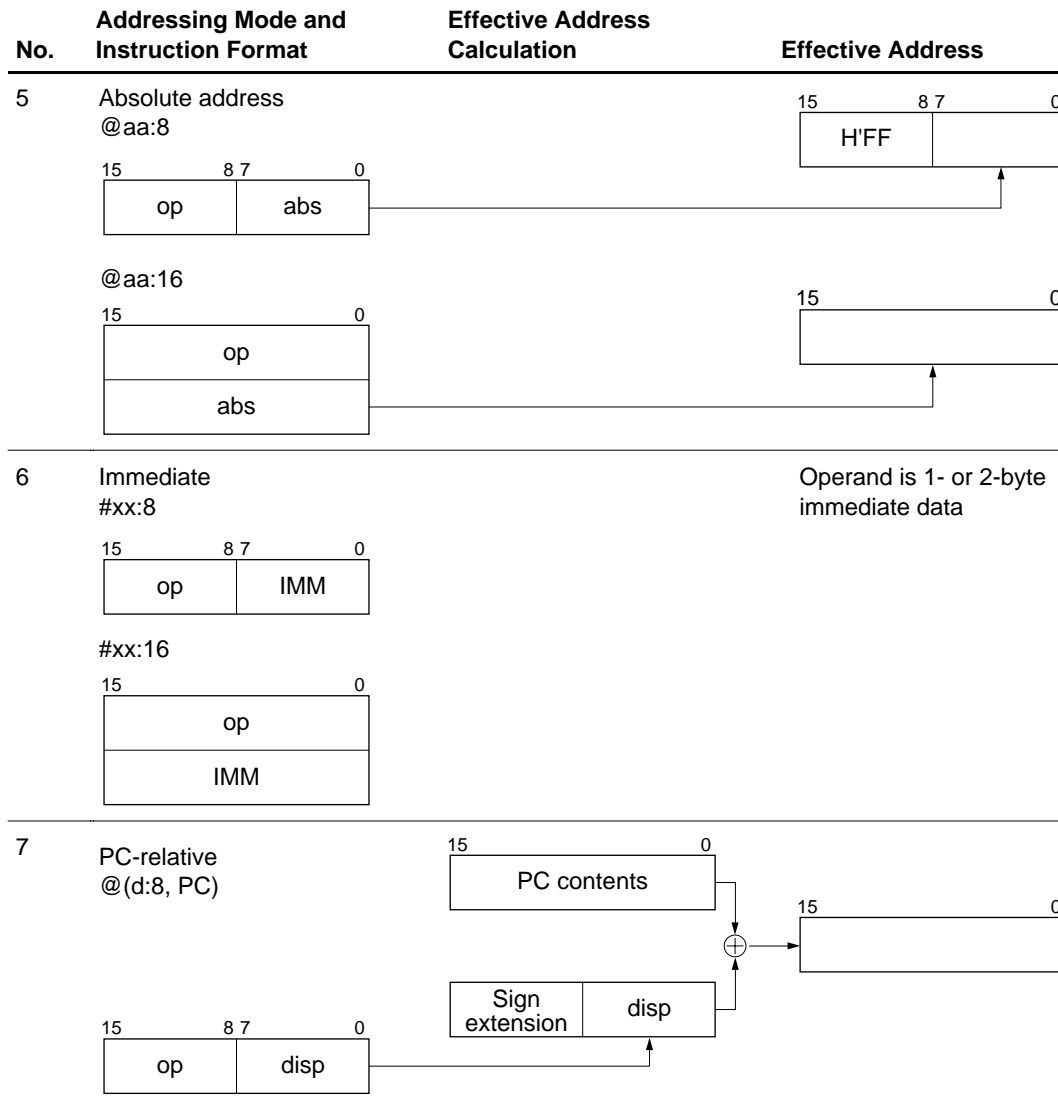 No.
Addressing Mode and
Instruction Format
Effective Address
Calculation
Effective Address
5
Absolute address
@aa:8
15 8 7 0
op abs
15 8 7 0
H'FF
@aa:16
15 0
op
abs
15 0
6
Immediate
#xx:8
Operand is 1- or 2-byte
immediate data
15 8 7 0
op IMM
#xx:16
15 0
op
IMM
7
PC-relative
@(d:8, PC)
15 0
PC contents
15 0
Sign
extension
disp
15 8 7 0
op disp